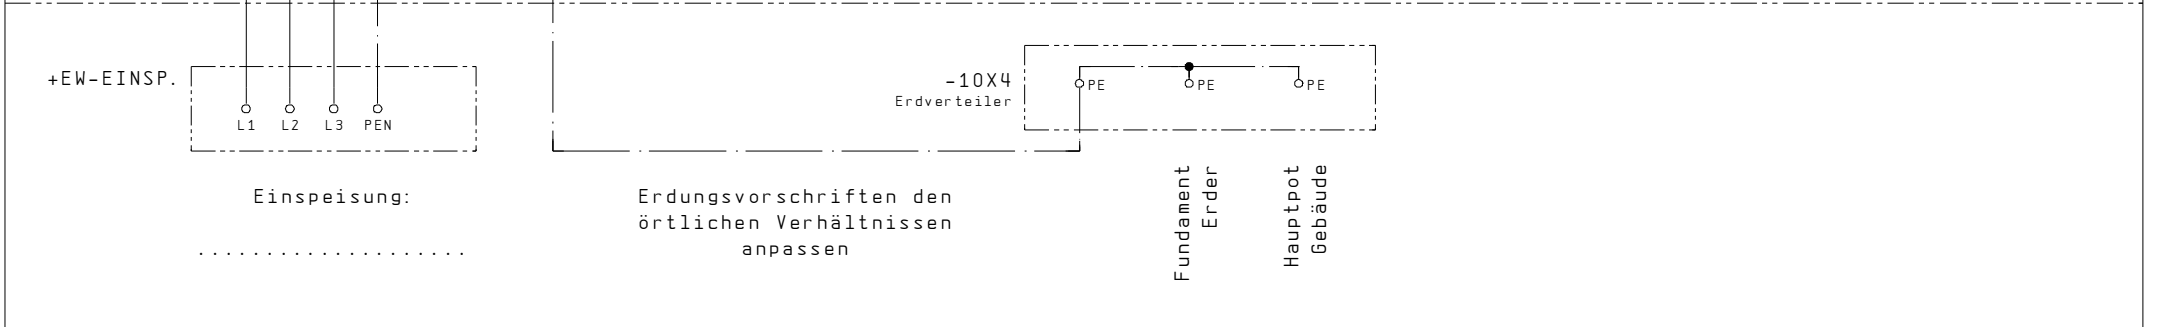 +EW-EINSP.
L1 L2 L3 PEN
Einspeisung:
....................
-10X4
Erdverteiler
PE PE PE
Erdungsvorschriften den
örtlichen Verhältnissen
anpassen
Fundament
Erder
Hauptpot
Gebäude